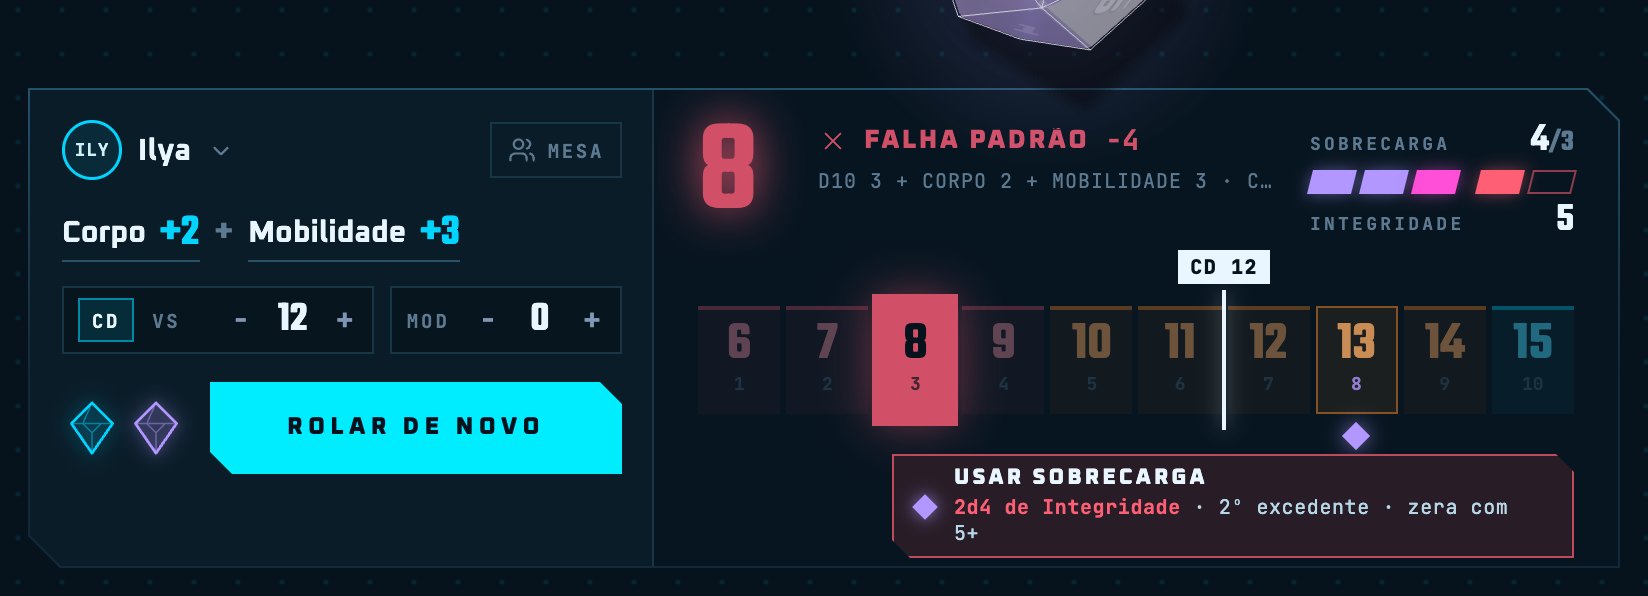 ILY Ilya MESA
Corpo +2 + Mobilidade +3
CD VS - 12 + MOD - 0 +
ROLAR DE NOVO
8
× FALHA PADRÃO -4
D10 3 + CORPO 2 + MOBILIDADE 3 · C…
SOBRECARGA 4/3
INTEGRIDADE 5
CD 12
6 7 8 9 10 11 12 13 14 15
1 2 3 4 5 6 7 8 9 10
USAR SOBRECARGA
2d4 de Integridade · 2º excedente · zera com
5+